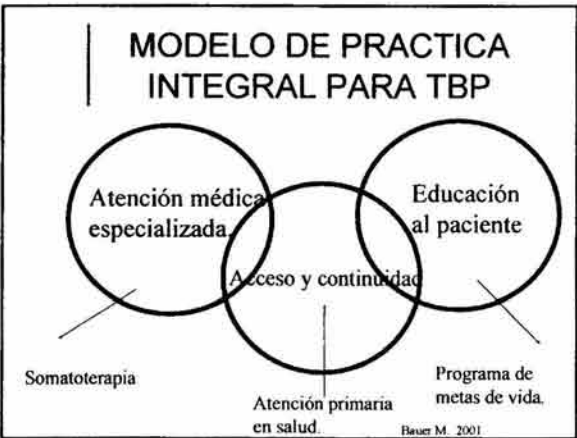 MODELO DE PRACTICA
INTEGRAL PARA TBP
Atención médica
especializada.
Educación
al paciente
Acceso y continuidad
Somatoterapia
Atención primaria
en salud.
Programa de
metas de vida.
Bauer M. 2001